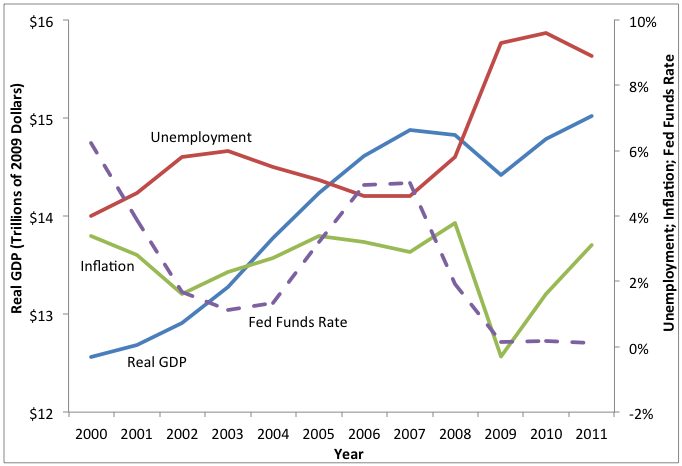 $16
$15
$14
$13
$12
Real GDP (Trillions of 2009 Dollars)
10%
8%
6%
4%
2%
0%
-2%
Unemployment; Inflation; Fed Funds Rate
Unemployment
Inflation
Fed Funds Rate
Real GDP
2000 2001 2002 2003 2004 2005 2006 2007 2008 2009 2010 2011
Year